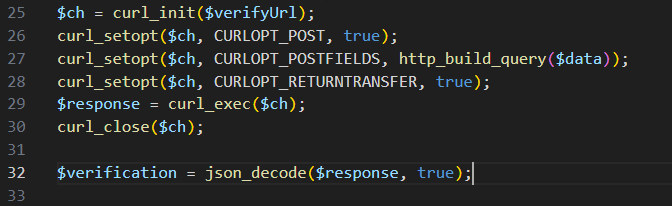 25 $ch = curl_init($verifyUrl);
26 curl_setopt($ch, CURLOPT_POST, true);
27 curl_setopt($ch, CURLOPT_POSTFIELDS, http_build_query($data));
28 curl_setopt($ch, CURLOPT_RETURNTRANSFER, true);
29 $response = curl_exec($ch);
30 curl_close($ch);
31
32 $verification = json_decode($response, true);
33